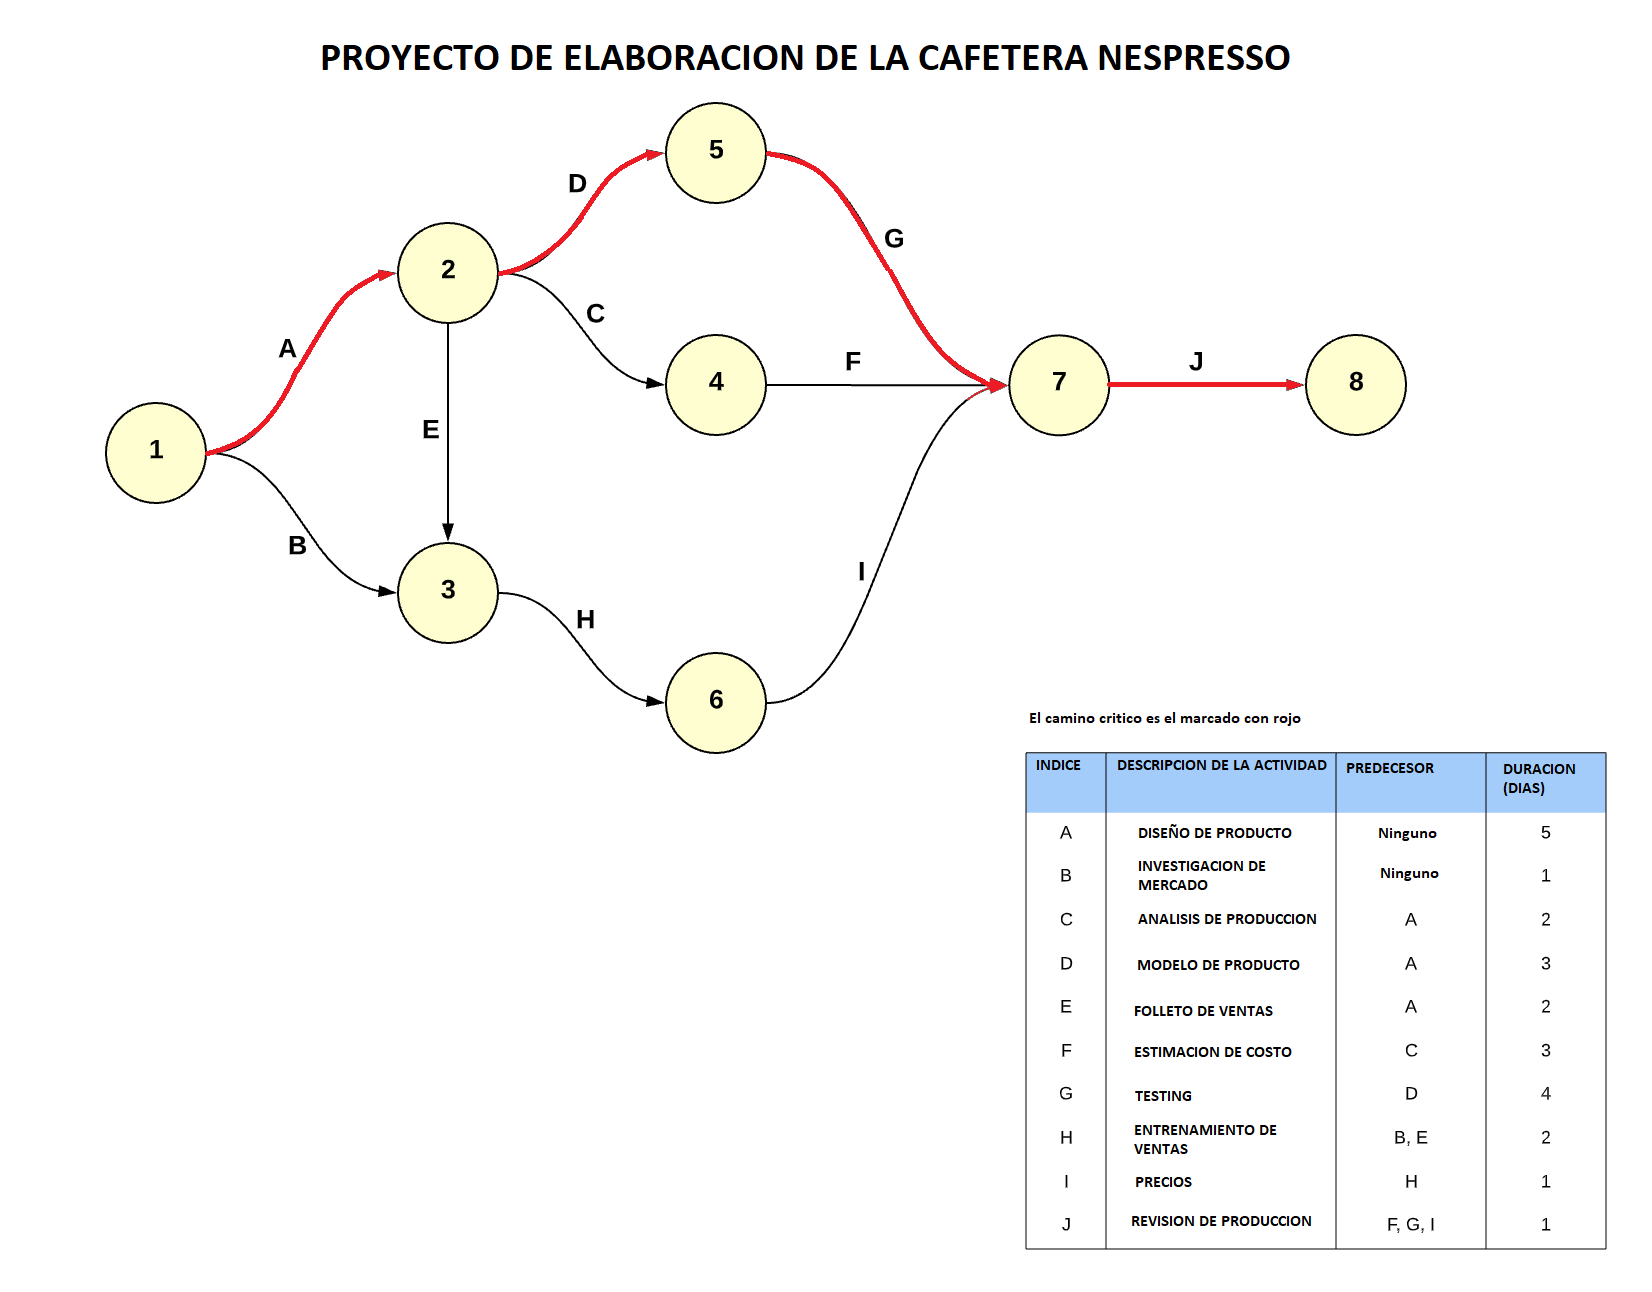 PROYECTO DE ELABORACION DE LA CAFETERA NESPRESSO
5
D
G
2
C
A
F
J
4
7
8
E
1
B
I
3
H
6
El camino critico es el marcado con rojo
INDICE DESCRIPCION DE LA ACTIVIDAD PREDECESOR DURACION
(DIAS)
A DISEÑO DE PRODUCTO Ninguno 5
B INVESTIGACION DE
MERCADO Ninguno 1
C ANALISIS DE PRODUCCION A 2
D MODELO DE PRODUCTO A 3
E FOLLETO DE VENTAS A 2
F ESTIMACION DE COSTO C 3
G TESTING D 4
H ENTRENAMIENTO DE
VENTAS B, E 2
I PRECIOS H 1
J REVISION DE PRODUCCION F, G, I 1